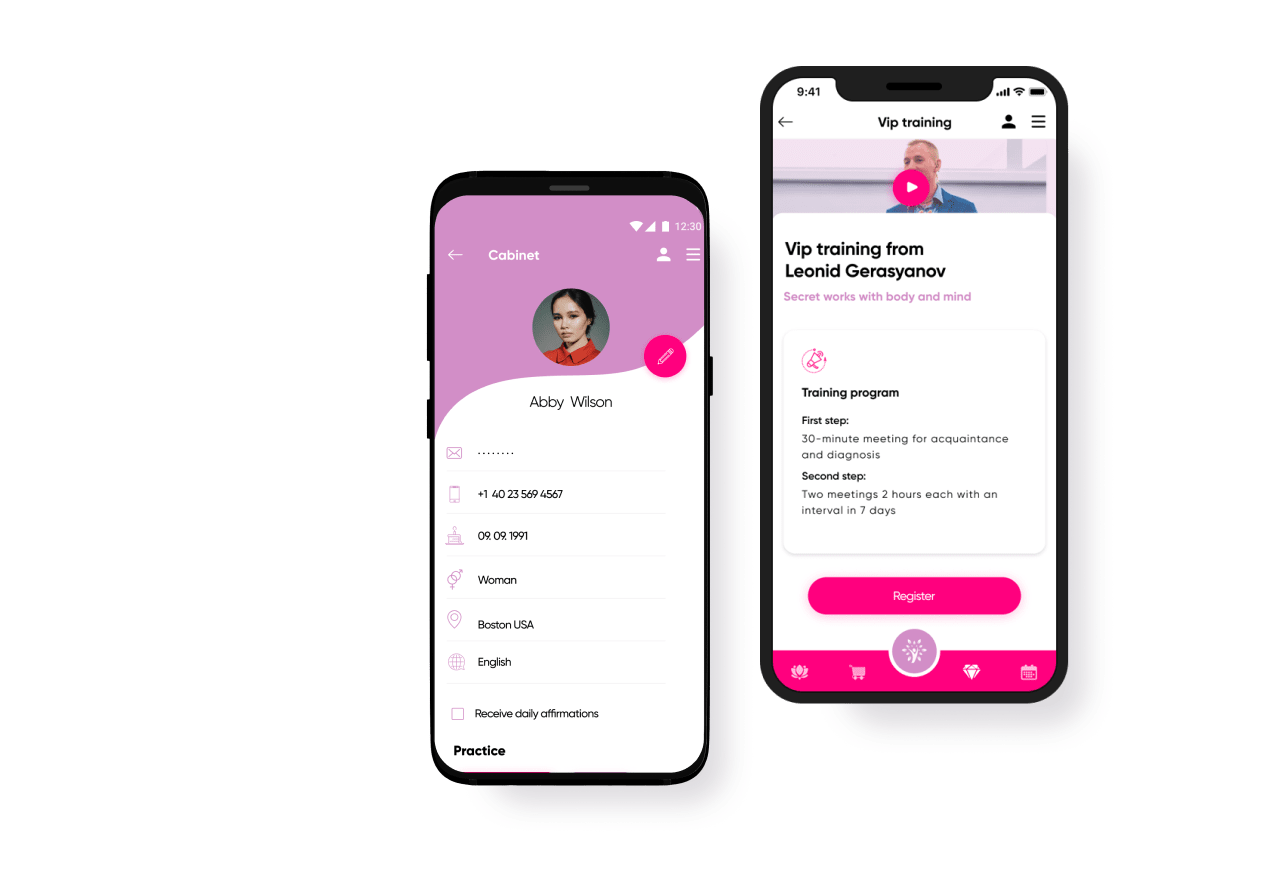 12:30
Cabinet
Abby Wilson
........
+1 40 23 569 4567
09. 09. 1991
Woman
Boston USA
English
Receive daily affirmations
Practice
9:41
Vip training
Vip training from
Leonid Gerasyanov
Secret works with body and mind
Training program
First step:
30-minute meeting for acquaintance
and diagnosis
Second step:
Two meetings 2 hours each with an
interval in 7 days
Register